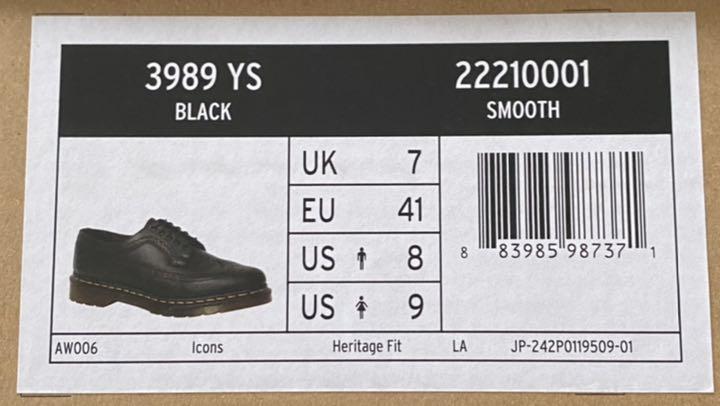 3989 YS
BLACK
22210001
SMOOTH
UK 7
EU 41
US 8
US 9
8 83985 98737 1
AW006 Icons Heritage Fit LA JP-242P0119509-01